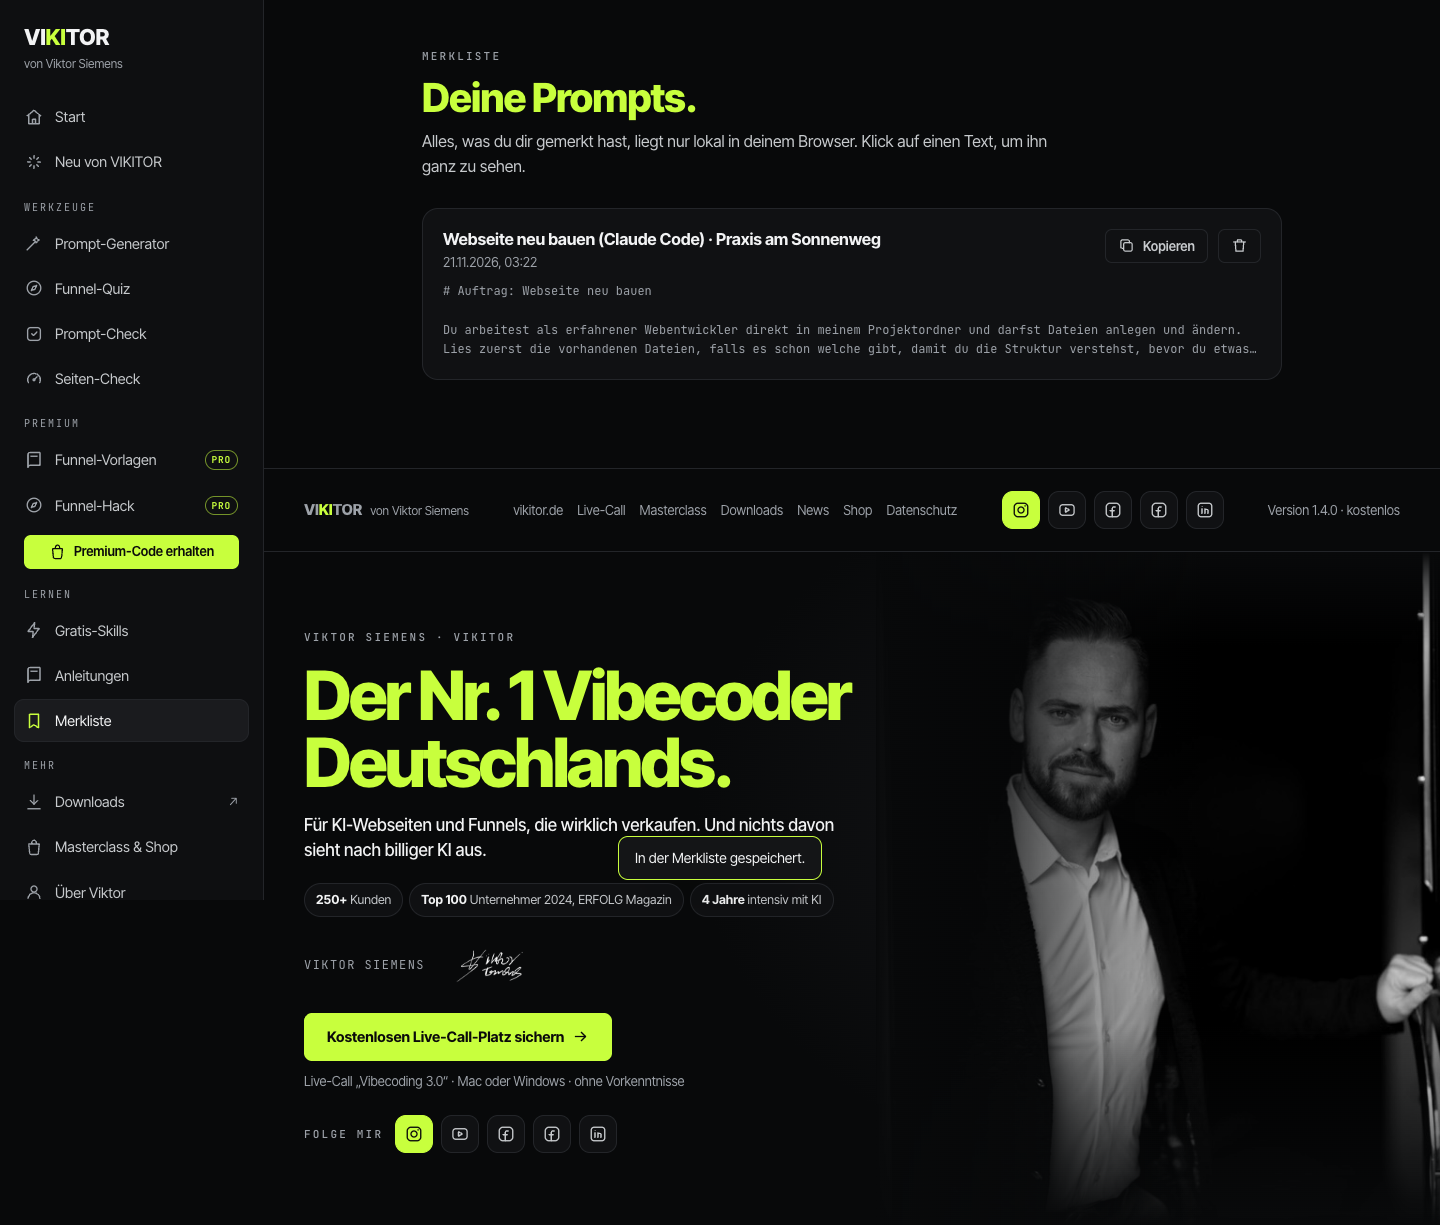 VIKITOR
von Viktor Siemens
Start
Neu von VIKITOR
WERKZEUGE
Prompt-Generator
Funnel-Quiz
Prompt-Check
Seiten-Check
PREMIUM
Funnel-Vorlagen PRO
Funnel-Hack PRO
Premium-Code erhalten
LERNEN
Gratis-Skills
Anleitungen
Merkliste
MEHR
Downloads
Masterclass & Shop
Über Viktor
MERKLISTE
Deine Prompts.
Alles, was du dir gemerkt hast, liegt nur lokal in deinem Browser. Klick auf einen Text, um ihn
ganz zu sehen.
Webseite neu bauen (Claude Code) · Praxis am Sonnenweg
Kopieren
21.11.2026, 03:22
# Auftrag: Webseite neu bauen
Du arbeitest als erfahrener Webentwickler direkt in meinem Projektordner und darfst Dateien anlegen und ändern.
Lies zuerst die vorhandenen Dateien, falls es schon welche gibt, damit du die Struktur verstehst, bevor du etwas…
VIKITOR von Viktor Siemens vikitor.de Live-Call Masterclass Downloads News Shop Datenschutz Version 1.4.0 · kostenlos
VIKTOR SIEMENS · VIKITOR
Der Nr. 1 Vibecoder
Deutschlands.
Für KI-Webseiten und Funnels, die wirklich verkaufen. Und nichts davon
sieht nach billiger KI aus.
In der Merkliste gespeichert.
250+ Kunden Top 100 Unternehmer 2024, ERFOLG Magazin 4 Jahre intensiv mit KI
VIKTOR SIEMENS
Kostenlosen Live-Call-Platz sichern →
Live-Call „Vibecoding 3.0“ · Mac oder Windows · ohne Vorkenntnisse
FOLGE MIR